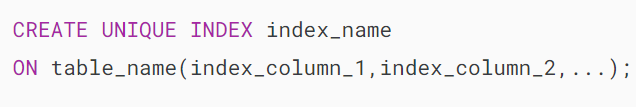 CREATE UNIQUE INDEX index_name
ON table_name(index_column_1,index_column_2,...);